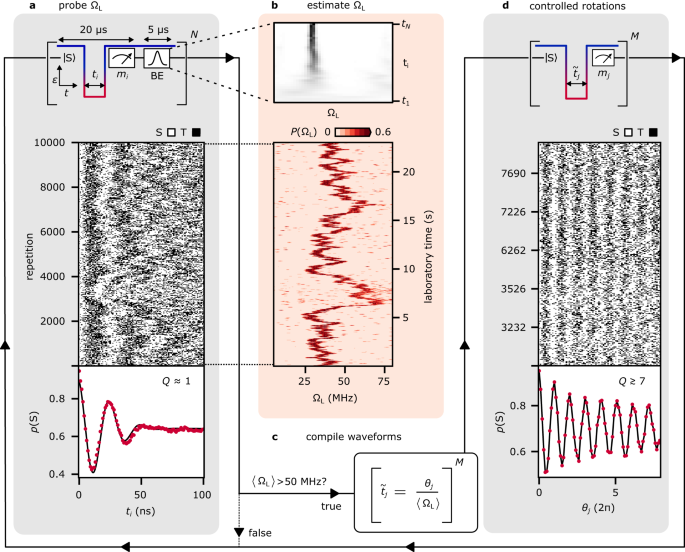 a probe Ω_L
20 μs 5 μs N
|S⟩ t_i m_i BE
ε
t
S T
10000
8000
6000
4000
2000
repetition
Q ≈ 1
0.8
0.6
0.4
p(S)
0 50 100
t_i (ns)
b estimate Ω_L
t_N
t_i
t_1
Ω_L
P(Ω_L) 0 0.6
20
15
10
5
laboratory time (s)
25 50 75
Ω_L (MHz)
c compile waveforms
⟨Ω_L⟩>50 MHz?
true
false
t̃_j = θ_j / ⟨Ω_L⟩ M
d controlled rotations
M
|S⟩ t̃_j m_j
S T
7690
7226
6262
3526
3232
Q ≥ 7
0.8
0.6
p(S)
0 5
θ_j (2π)